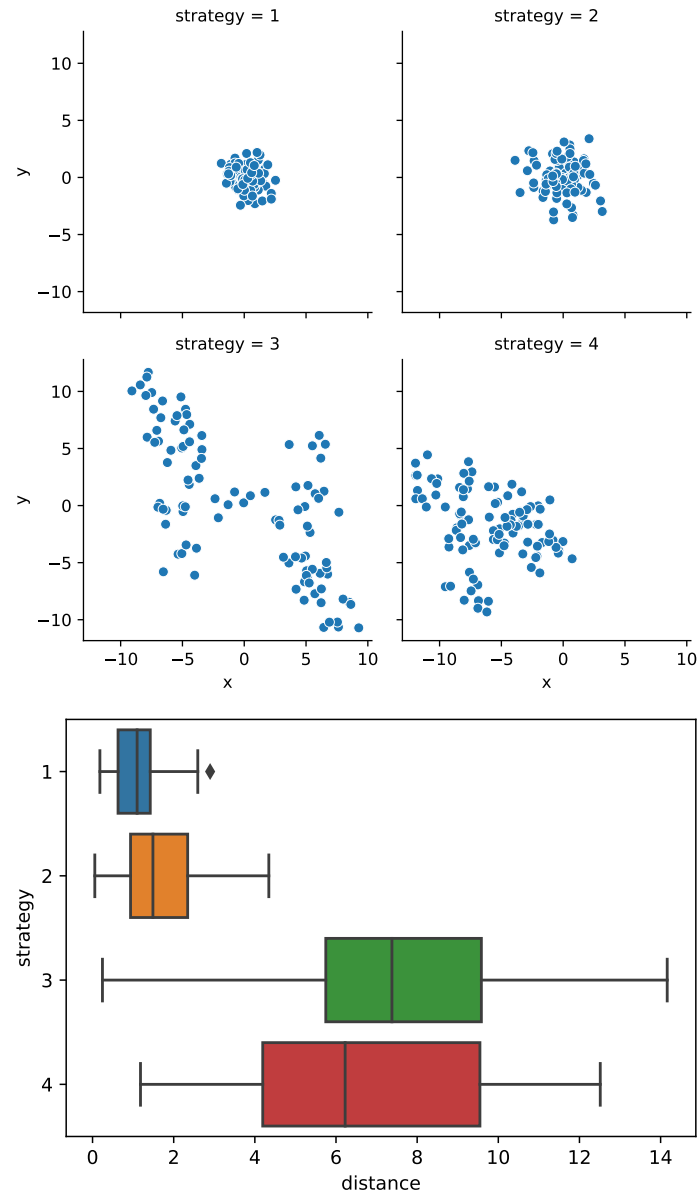 strategy = 1
strategy = 2
10
5
0
−5
−10
y
strategy = 3
strategy = 4
10
5
0
−5
−10
y
−10 −5 0 5 10
−10 −5 0 5 10
x
x
1
2
3
4
strategy
0 2 4 6 8 10 12 14
distance